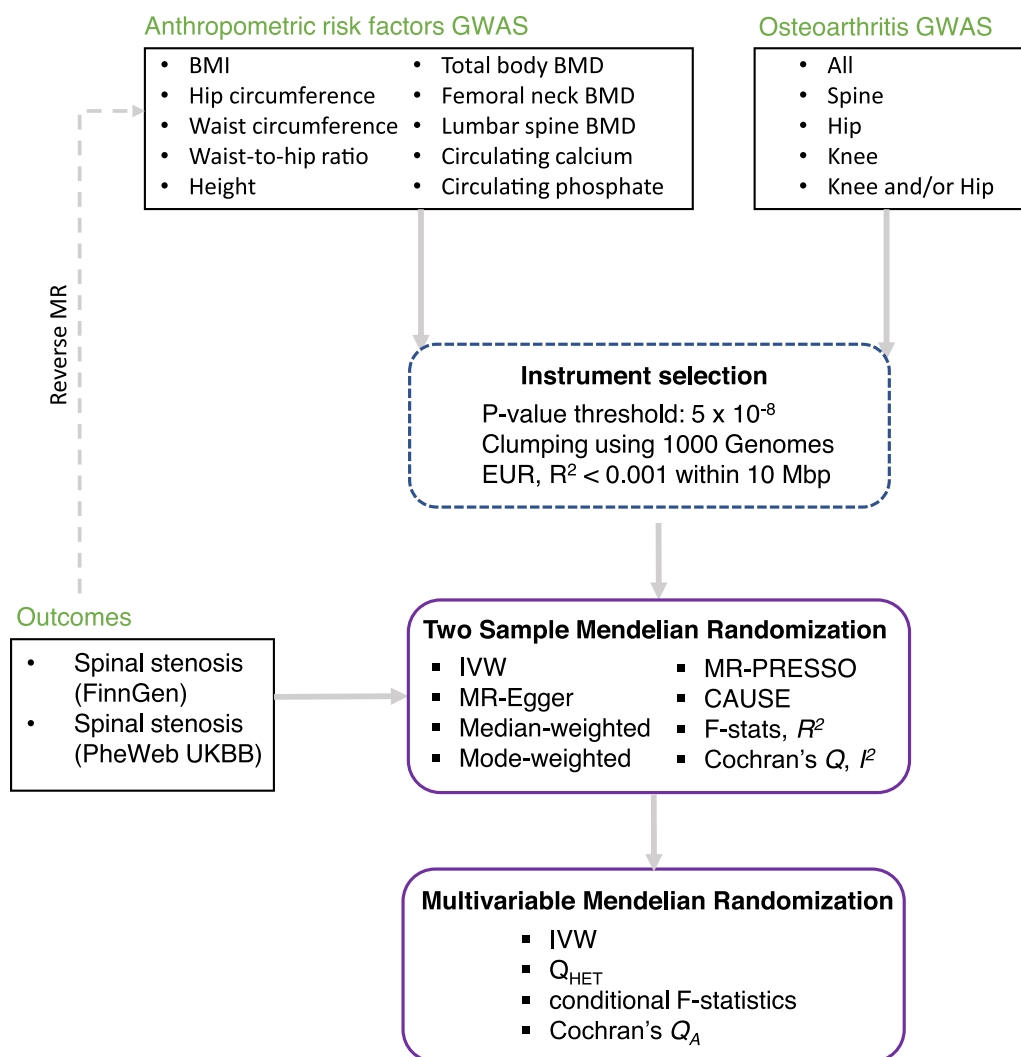 Anthropometric risk factors GWAS
• BMI
• Hip circumference
• Waist circumference
• Waist-to-hip ratio
• Height
• Total body BMD
• Femoral neck BMD
• Lumbar spine BMD
• Circulating calcium
• Circulating phosphate
Osteoarthritis GWAS
• All
• Spine
• Hip
• Knee
• Knee and/or Hip
Reverse MR
Instrument selection
P-value threshold: 5 x 10⁻⁸
Clumping using 1000 Genomes
EUR, R² < 0.001 within 10 Mbp
Outcomes
• Spinal stenosis
(FinnGen)
• Spinal stenosis
(PheWeb UKBB)
Two Sample Mendelian Randomization
▪ IVW
▪ MR-Egger
▪ Median-weighted
▪ Mode-weighted
▪ MR-PRESSO
▪ CAUSE
▪ F-stats, R²
▪ Cochran’s Q, I²
Multivariable Mendelian Randomization
▪ IVW
▪ Q_HET
▪ conditional F-statistics
▪ Cochran’s Q_A